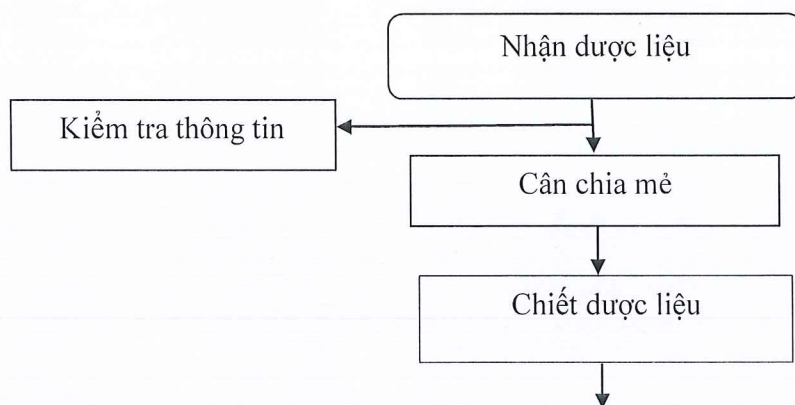 Nhận dược liệu
Kiểm tra thông tin
Cân chia mẻ
Chiết dược liệu